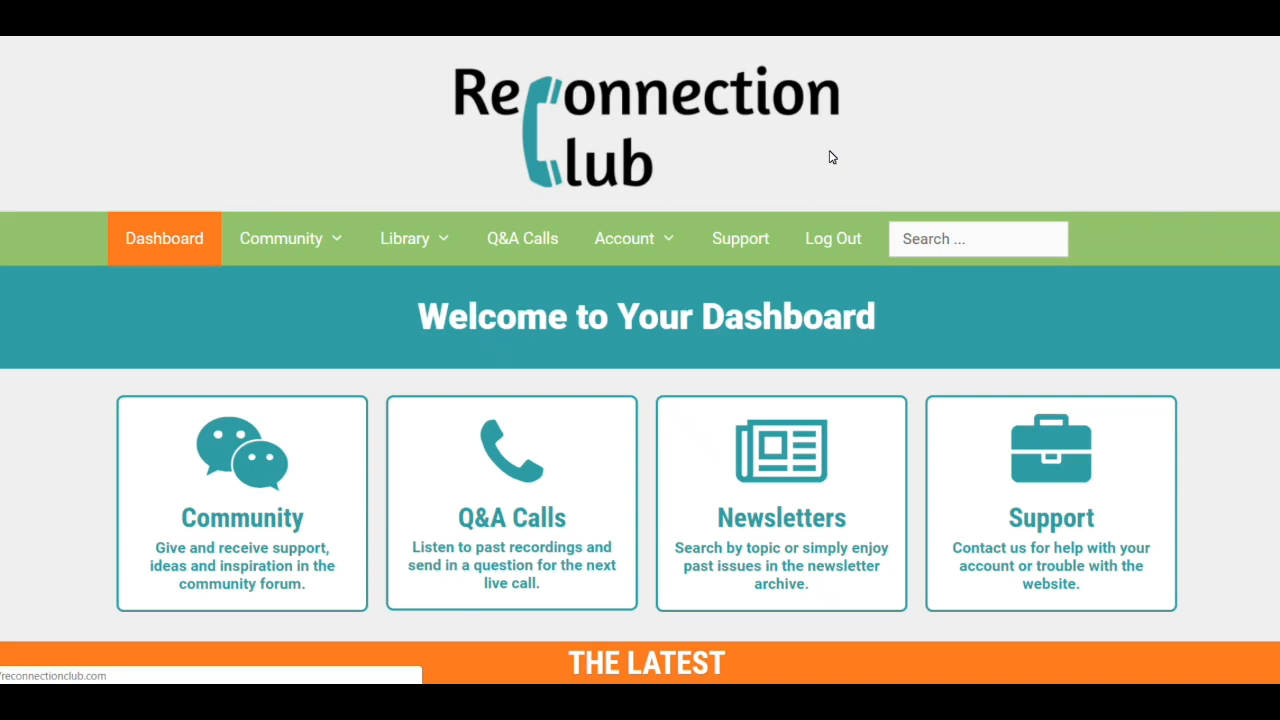 Reconnection
Club
Dashboard Community Library Q&A Calls Account Support Log Out Search ...
Welcome to Your Dashboard
Community
Give and receive support,
ideas and inspiration in the
community forum.
Q&A Calls
Listen to past recordings and
send in a question for the next
live call.
Newsletters
Search by topic or simply enjoy
past issues in the newsletter
archive.
Support
Contact us for help with your
account or trouble with the
website.
THE LATEST
/reconnectionclub.com